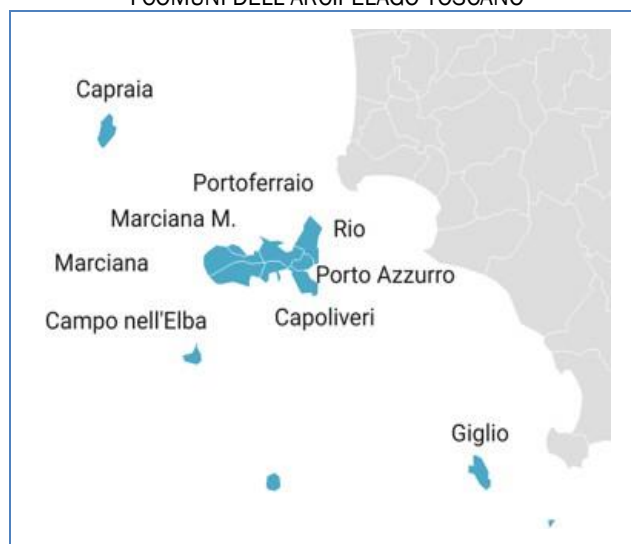 I COMUNI DELL'ARCIPELAGO TOSCANO
Capraia
Portoferraio
Marciana M.
Rio
Marciana
Porto Azzurro
Campo nell'Elba
Capoliveri
Giglio